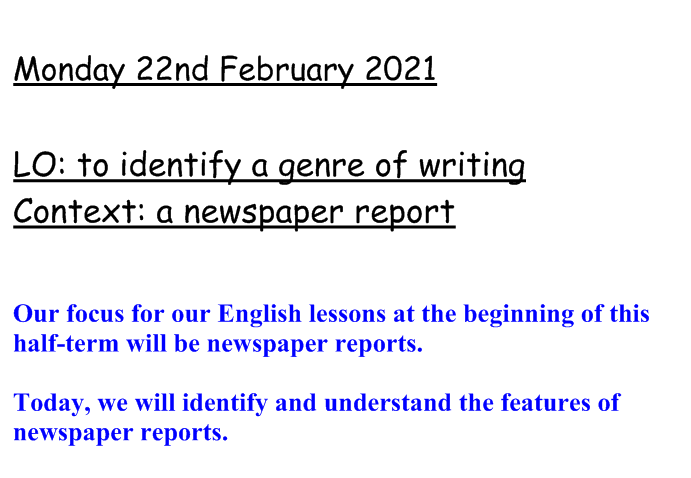 Monday 22nd February 2021
LO: to identify a genre of writing
Context: a newspaper report
Our focus for our English lessons at the beginning of this
half-term will be newspaper reports.
Today, we will identify and understand the features of
newspaper reports.